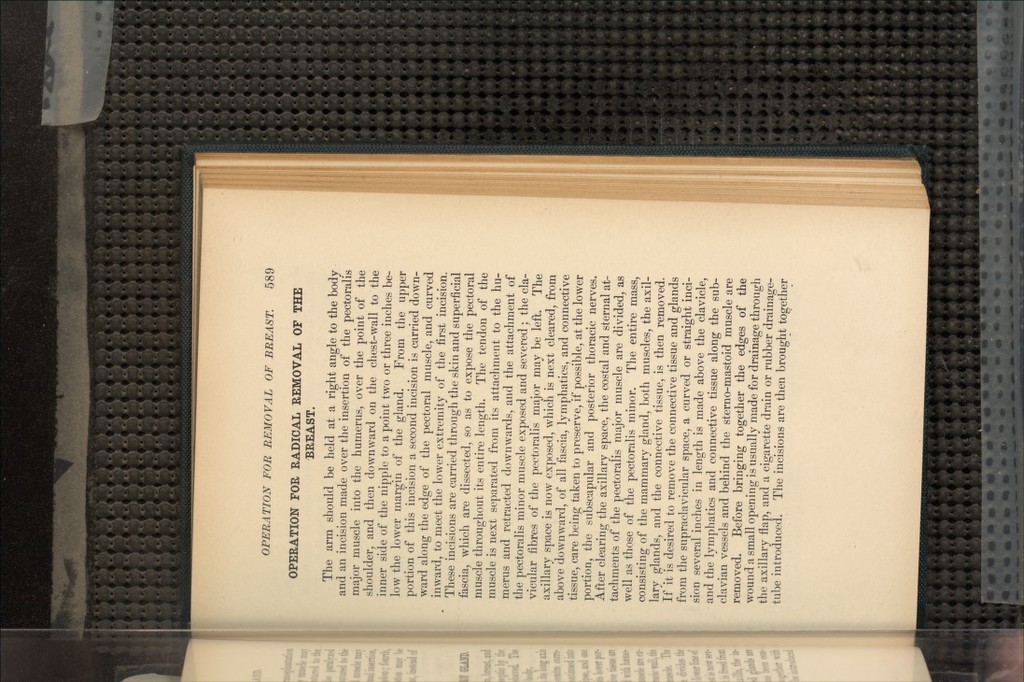 OPERATION FOR REMOVAL OF BREAST. 589
OPERATION FOR RADICAL REMOVAL OF THE
BREAST.
The arm should be held at a right angle to the body
and an incision made over the insertion of the pectoralis
major muscle into the humerus, over the point of the
shoulder, and then downward on the chest-wall to the
inner side of the nipple to a point two or three inches be-
low the lower margin of the gland. From the upper
portion of this incision a second incision is carried down-
ward along the edge of the pectoral muscle, and curved
inward, to meet the lower extremity of the first incision.
These incisions are carried through the skin and superficial
fascia, which are dissected, so as to expose the pectoral
muscle throughout its entire length. The tendon of the
muscle is next separated from its attachment to the hu-
merus and retracted downwards, and the attachment of
the pectoralis minor muscle exposed and severed; the cla-
vicular fibres of the pectoralis major may be left. The
axillary space is now exposed, which is next cleared, from
above downward, of all fascia, lymphatics, and connective
tissue, care being taken to preserve, if possible, at the lower
portion, the subscapular and posterior thoracic nerves.
After clearing the axillary space, the costal and sternal at-
tachments of the pectoralis major muscle are divided, as
well as those of the pectoralis minor. The entire mass,
consisting of the mammary gland, both muscles, the axil-
lary glands, and the connective tissue, is then removed.
If it is desired to remove the connective tissue and glands
from the supraclavicular space, a curved or straight inci-
sion several inches in length is made above the clavicle,
and the lymphatics and connective tissue along the sub-
clavian vessels and behind the sterno-mastoid muscle are
removed. Before bringing together the edges of the
wound a small opening is usually made for drainage through
the axillary flap, and a cigarette drain or rubber drainage-
tube introduced. The incisions are then brought together